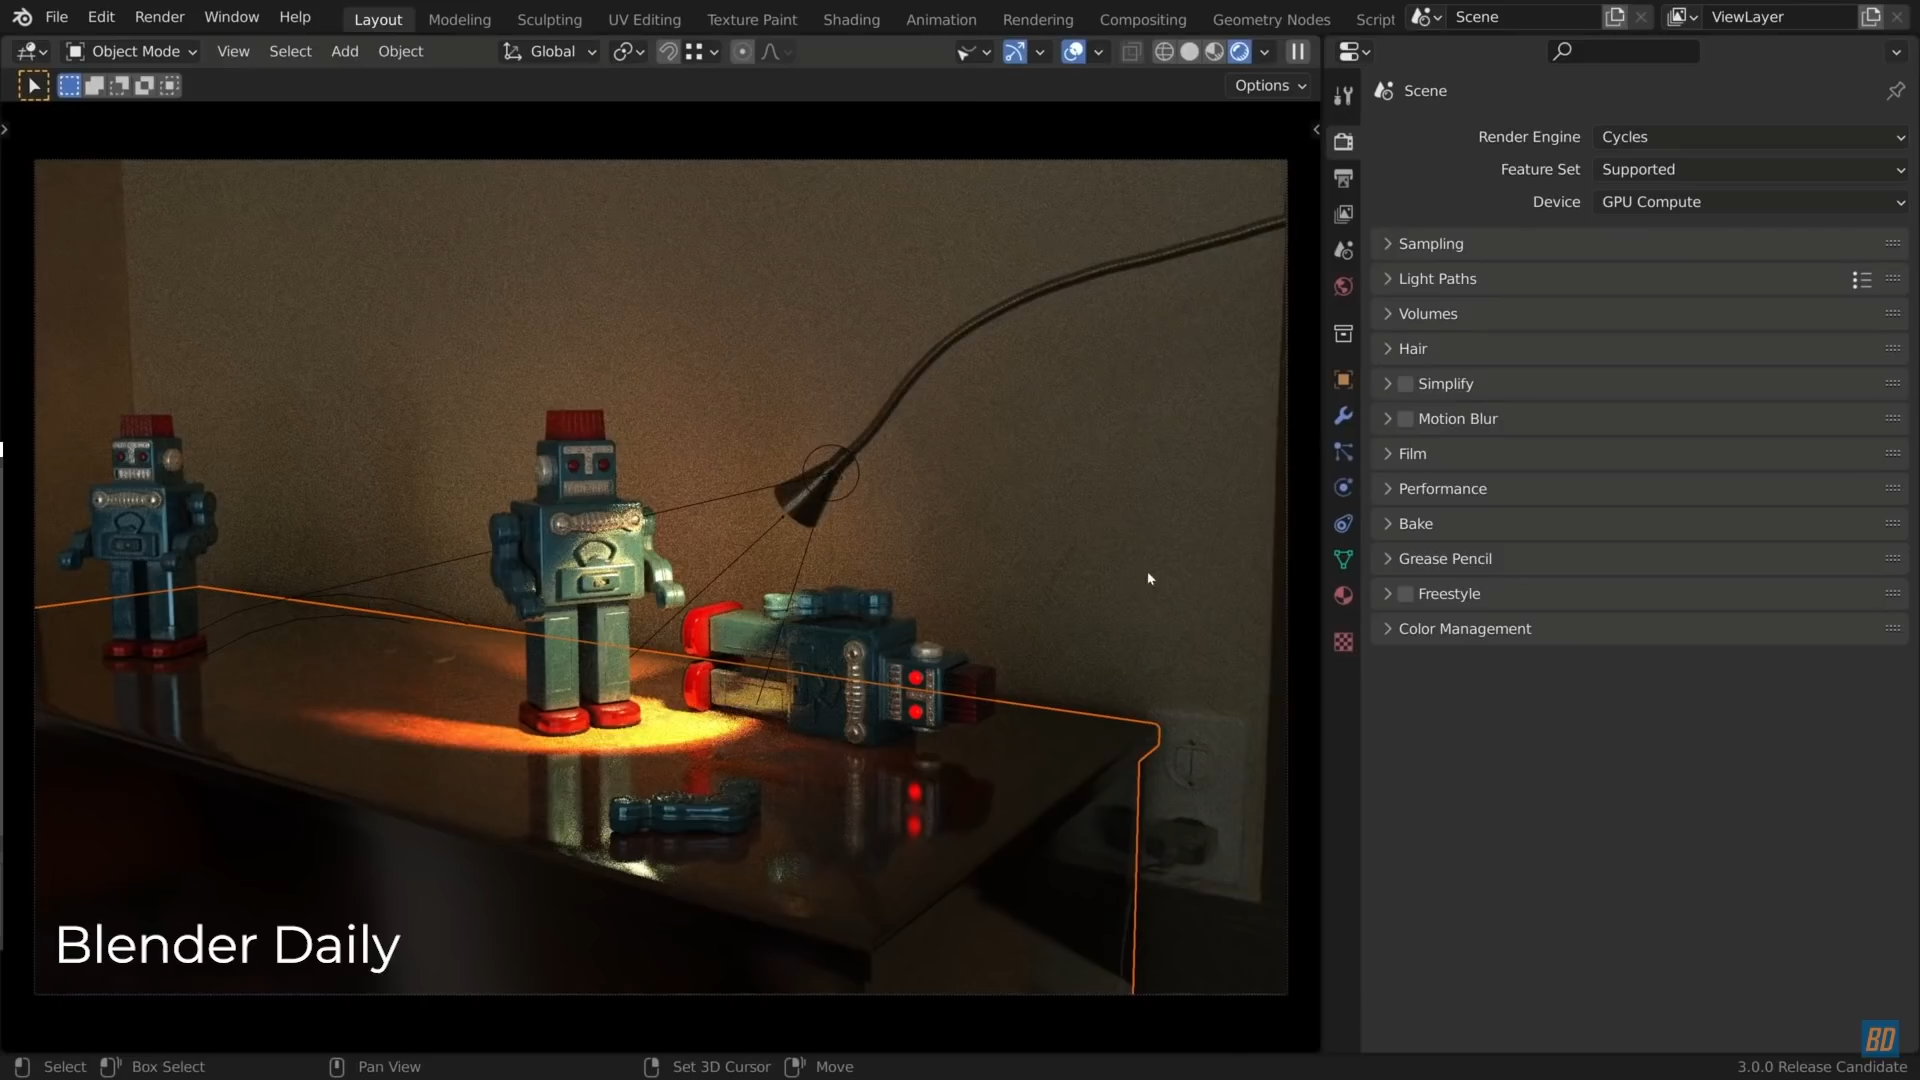 File Edit Render Window Help Layout Modeling Sculpting UV Editing Texture Paint Shading Animation Rendering Compositing Geometry Nodes Script Scene ViewLayer
Object Mode View Select Add Object Global
Options
Scene
Render Engine Cycles
Feature Set Supported
Device GPU Compute
Sampling
Light Paths
Volumes
Hair
Simplify
Motion Blur
Film
Performance
Bake
Grease Pencil
Freestyle
Color Management
Blender Daily
BD
Select Box Select Pan View Set 3D Cursor Move 3.0.0 Release Candidate